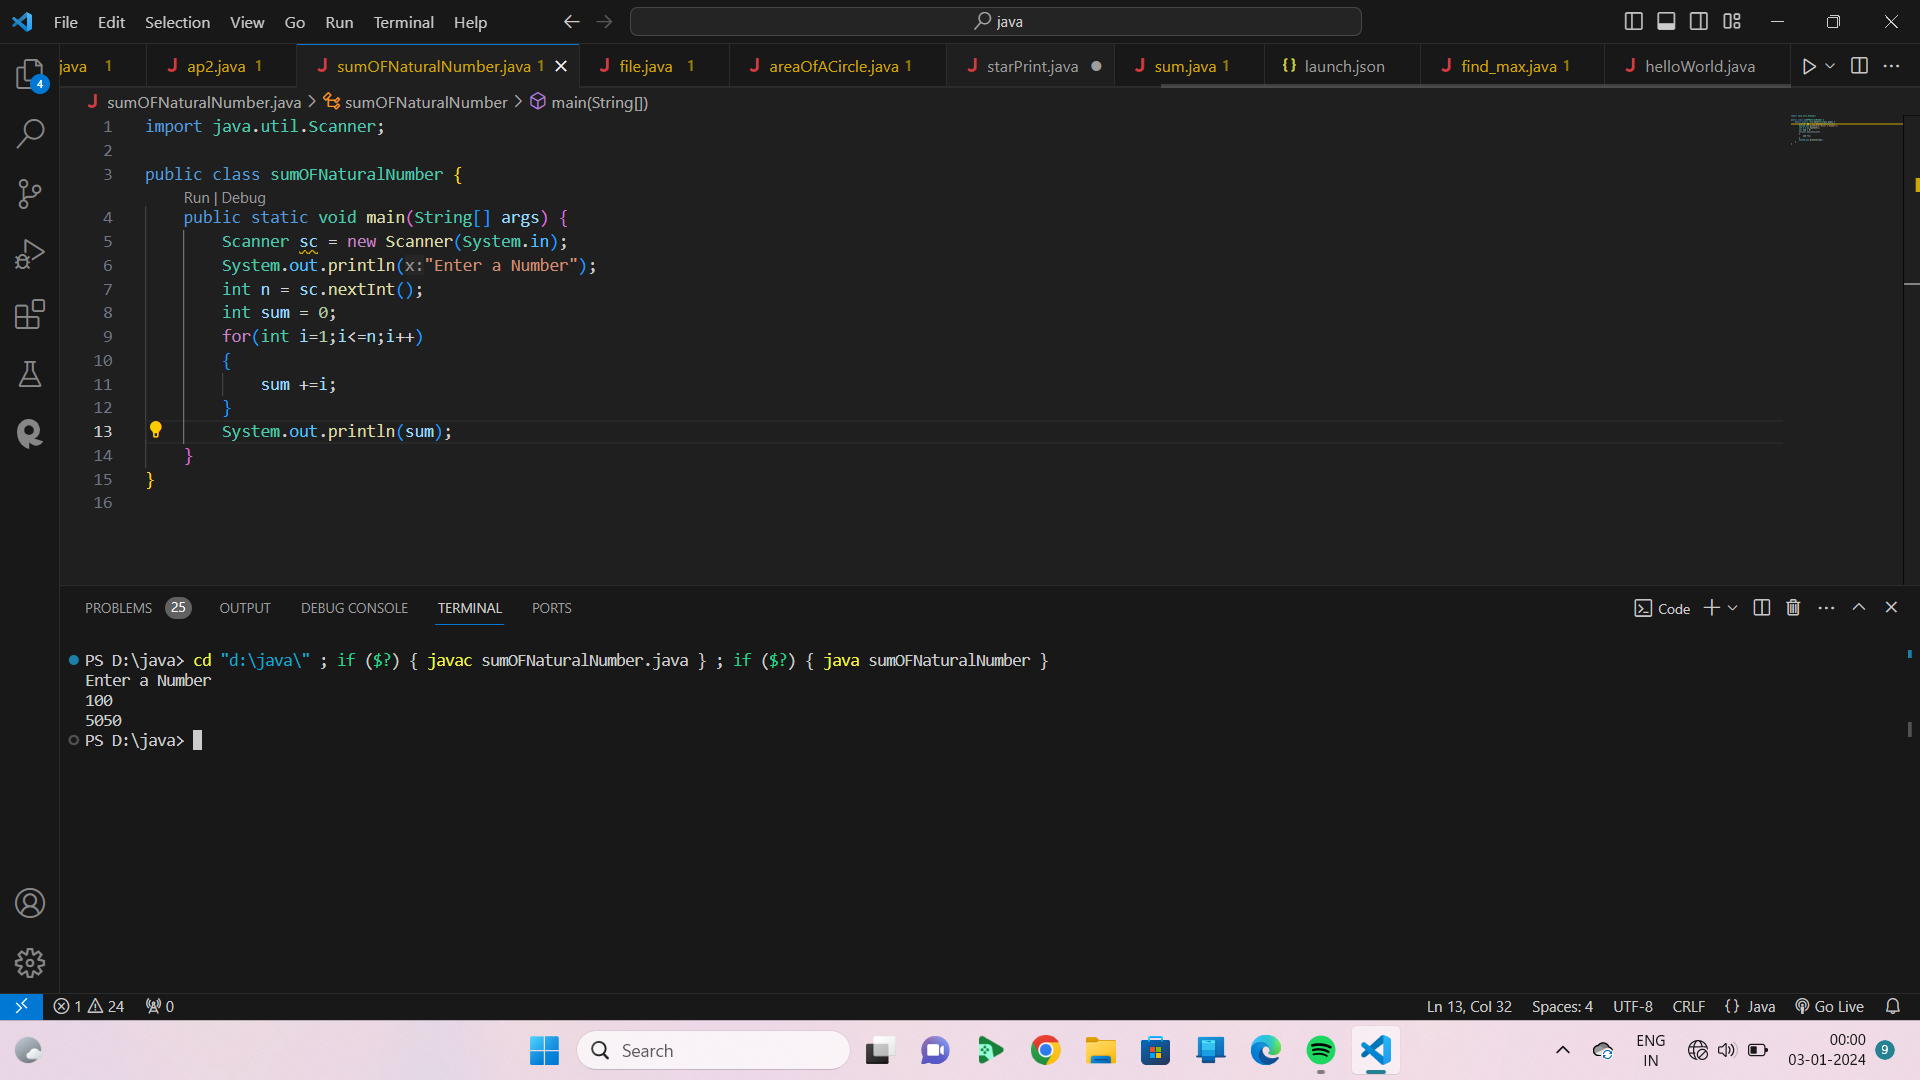 File Edit Selection View Go Run Terminal Help
java
java 1 ap2.java 1 sumOFNaturalNumber.java 1 file.java 1 areaOfACircle.java 1 starPrint.java sum.java 1 launch.json find_max.java 1 helloWorld.java
4
sumOFNaturalNumber.java > sumOFNaturalNumber > main(String[])
1 import java.util.Scanner;
2
3 public class sumOFNaturalNumber {
Run | Debug
4 public static void main(String[] args) {
5 Scanner sc = new Scanner(System.in);
6 System.out.println(x:"Enter a Number");
7 int n = sc.nextInt();
8 int sum = 0;
9 for(int i=1;i<=n;i++)
10 {
11 sum +=i;
12 }
13 System.out.println(sum);
14 }
15 }
16
PROBLEMS 25 OUTPUT DEBUG CONSOLE TERMINAL PORTS
Code
PS D:\java> cd "d:\java\" ; if ($?) { javac sumOFNaturalNumber.java } ; if ($?) { java sumOFNaturalNumber }
Enter a Number
100
5050
PS D:\java>
1 24 0
Ln 13, Col 32 Spaces: 4 UTF-8 CRLF {} Java Go Live
Search
ENG
IN
00:00
03-01-2024
9